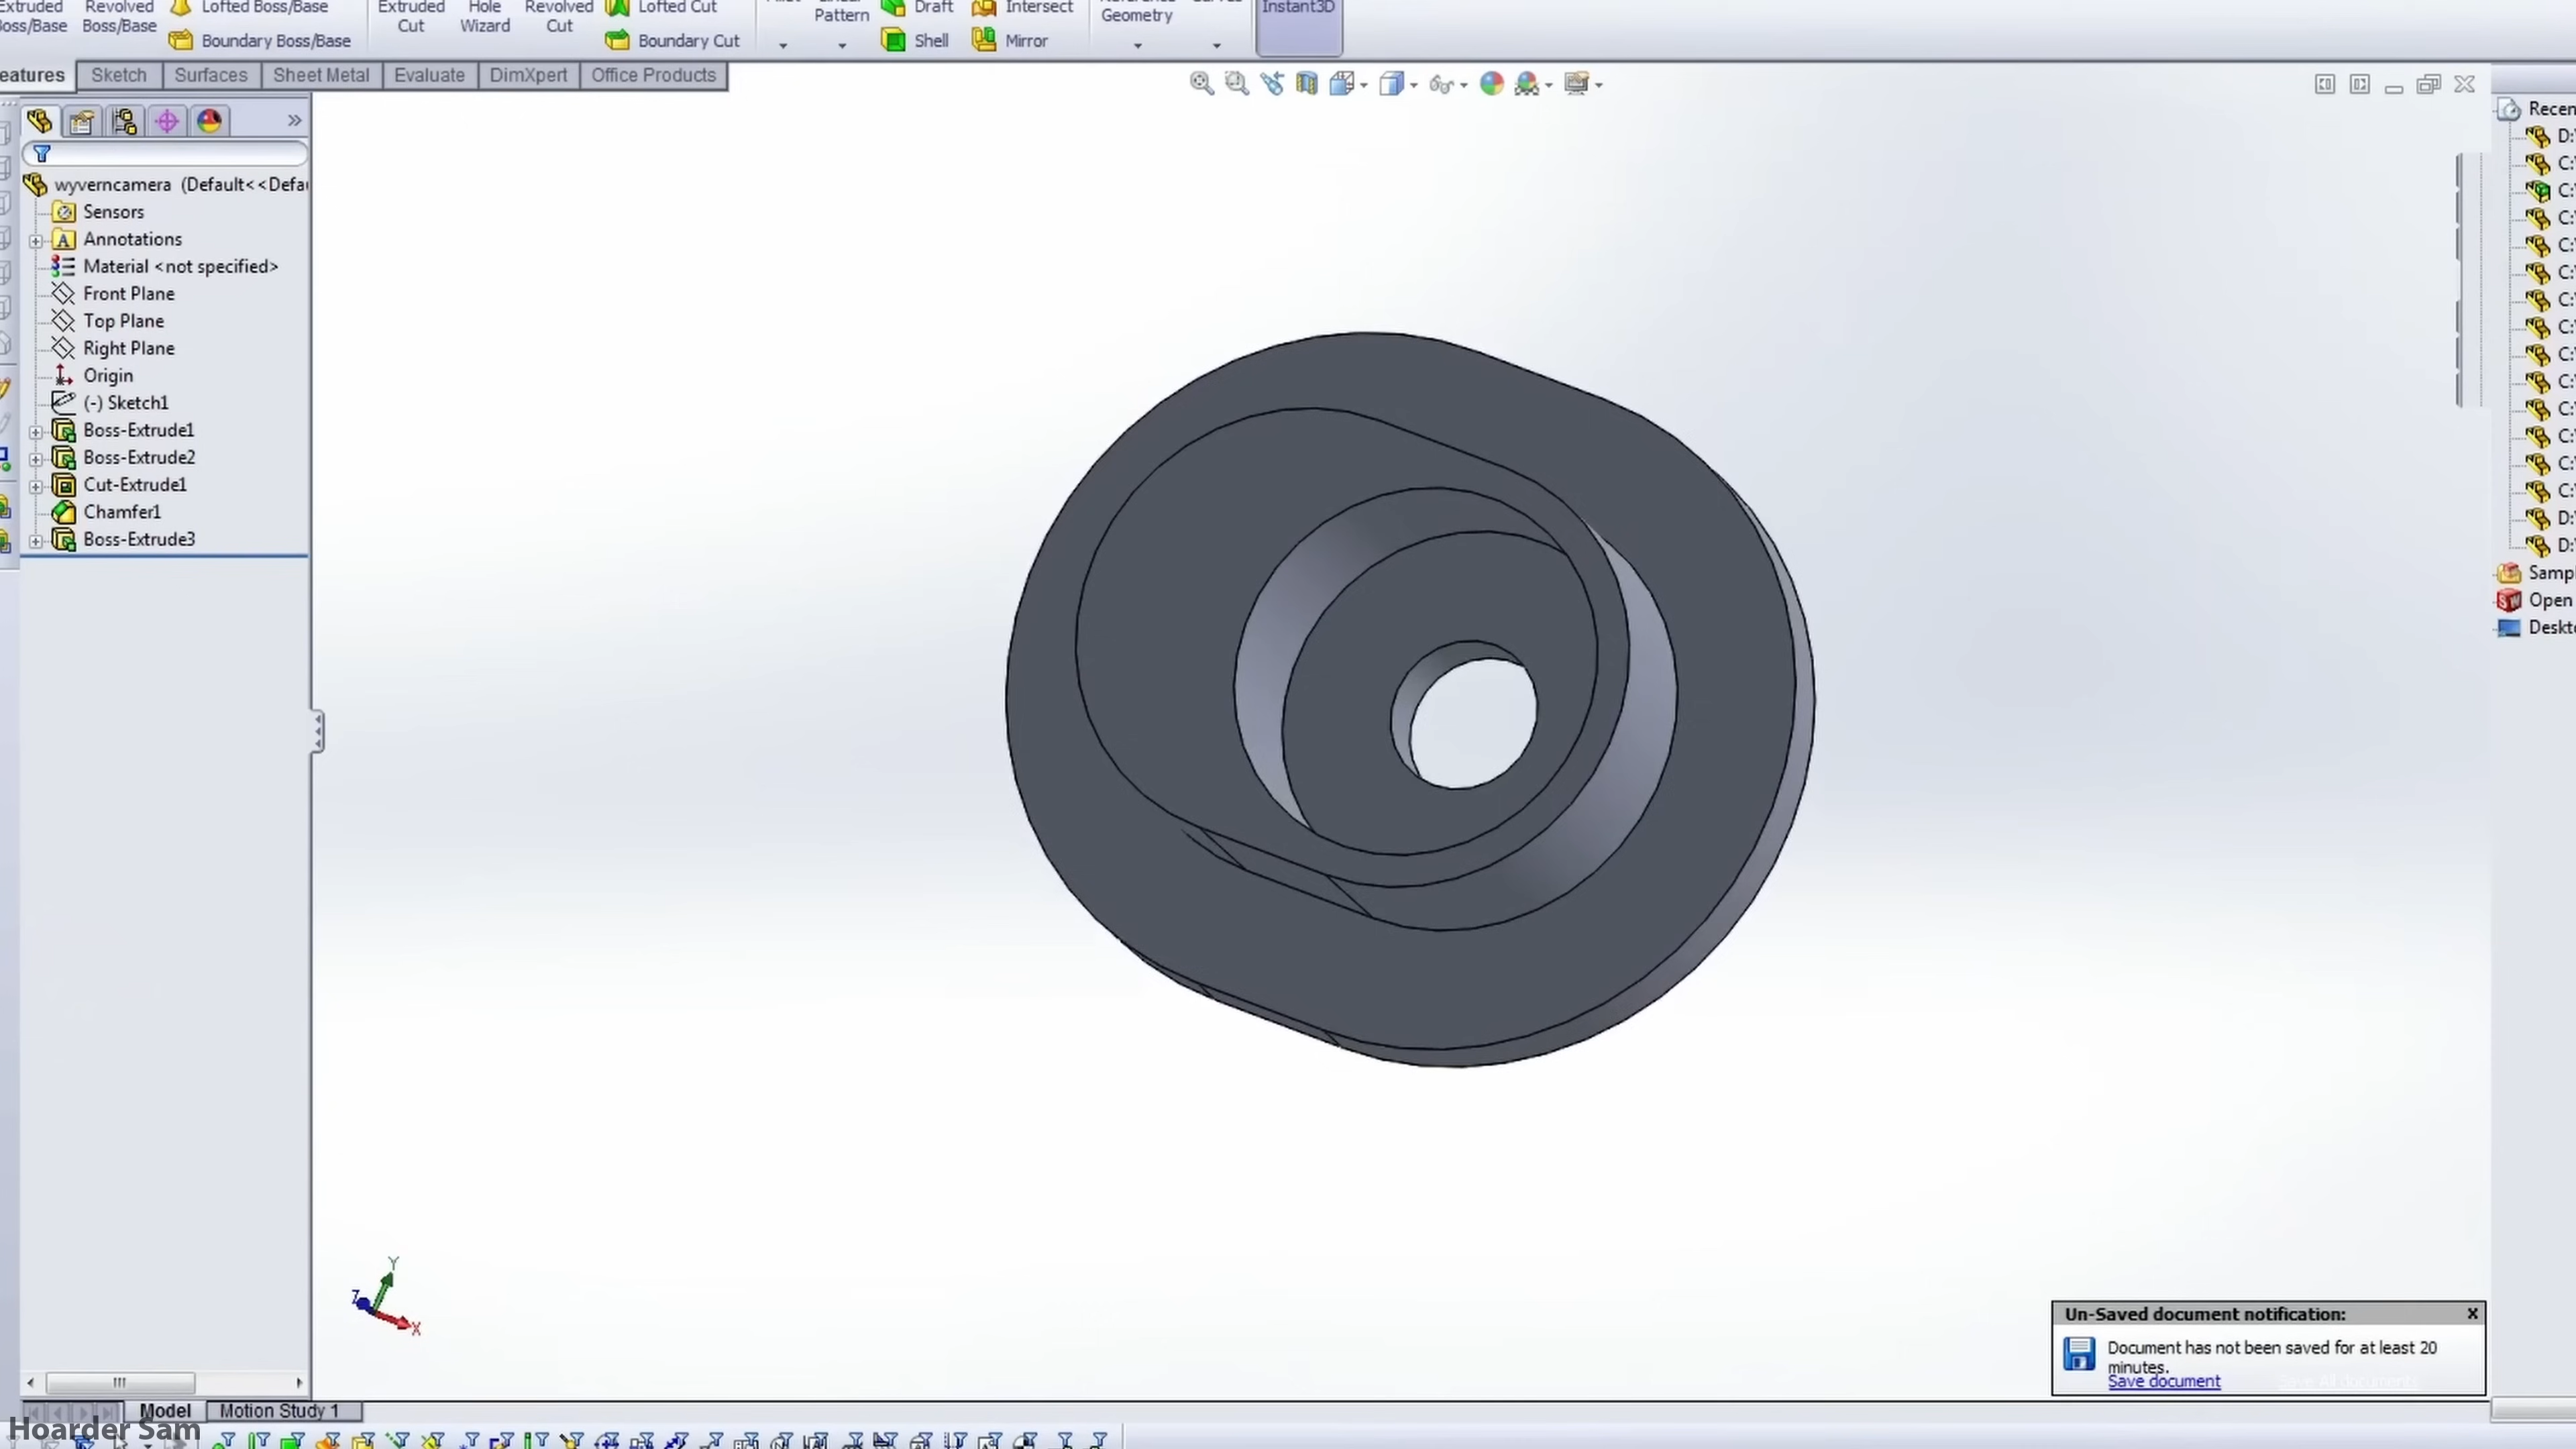 Extruded
Boss/Base
Revolved
Boss/Base
Lofted Boss/Base
Boundary Boss/Base
Extruded
Cut
Hole
Wizard
Revolved
Cut
Lofted Cut
Boundary Cut
Pattern
Draft
Shell
Intersect
Mirror
Geometry
Instant3D
eatures
Sketch
Surfaces
Sheet Metal
Evaluate
DimXpert
Office Products
wyverncamera (Default<<Defa
Sensors
Annotations
Material <not specified>
Front Plane
Top Plane
Right Plane
Origin
(-) Sketch1
Boss-Extrude1
Boss-Extrude2
Cut-Extrude1
Chamfer1
Boss-Extrude3
Recen
D:
C:
C:
C:
C:
C:
C:
C:
C:
C:
C:
C:
C:
C:
D:
D:
Samp
Open
Deskt
Y
Z
X
Un-Saved document notification:
Document has not been saved for at least 20
minutes.
Save document
Save All documents
Model
Motion Study 1
Hoarder Sam